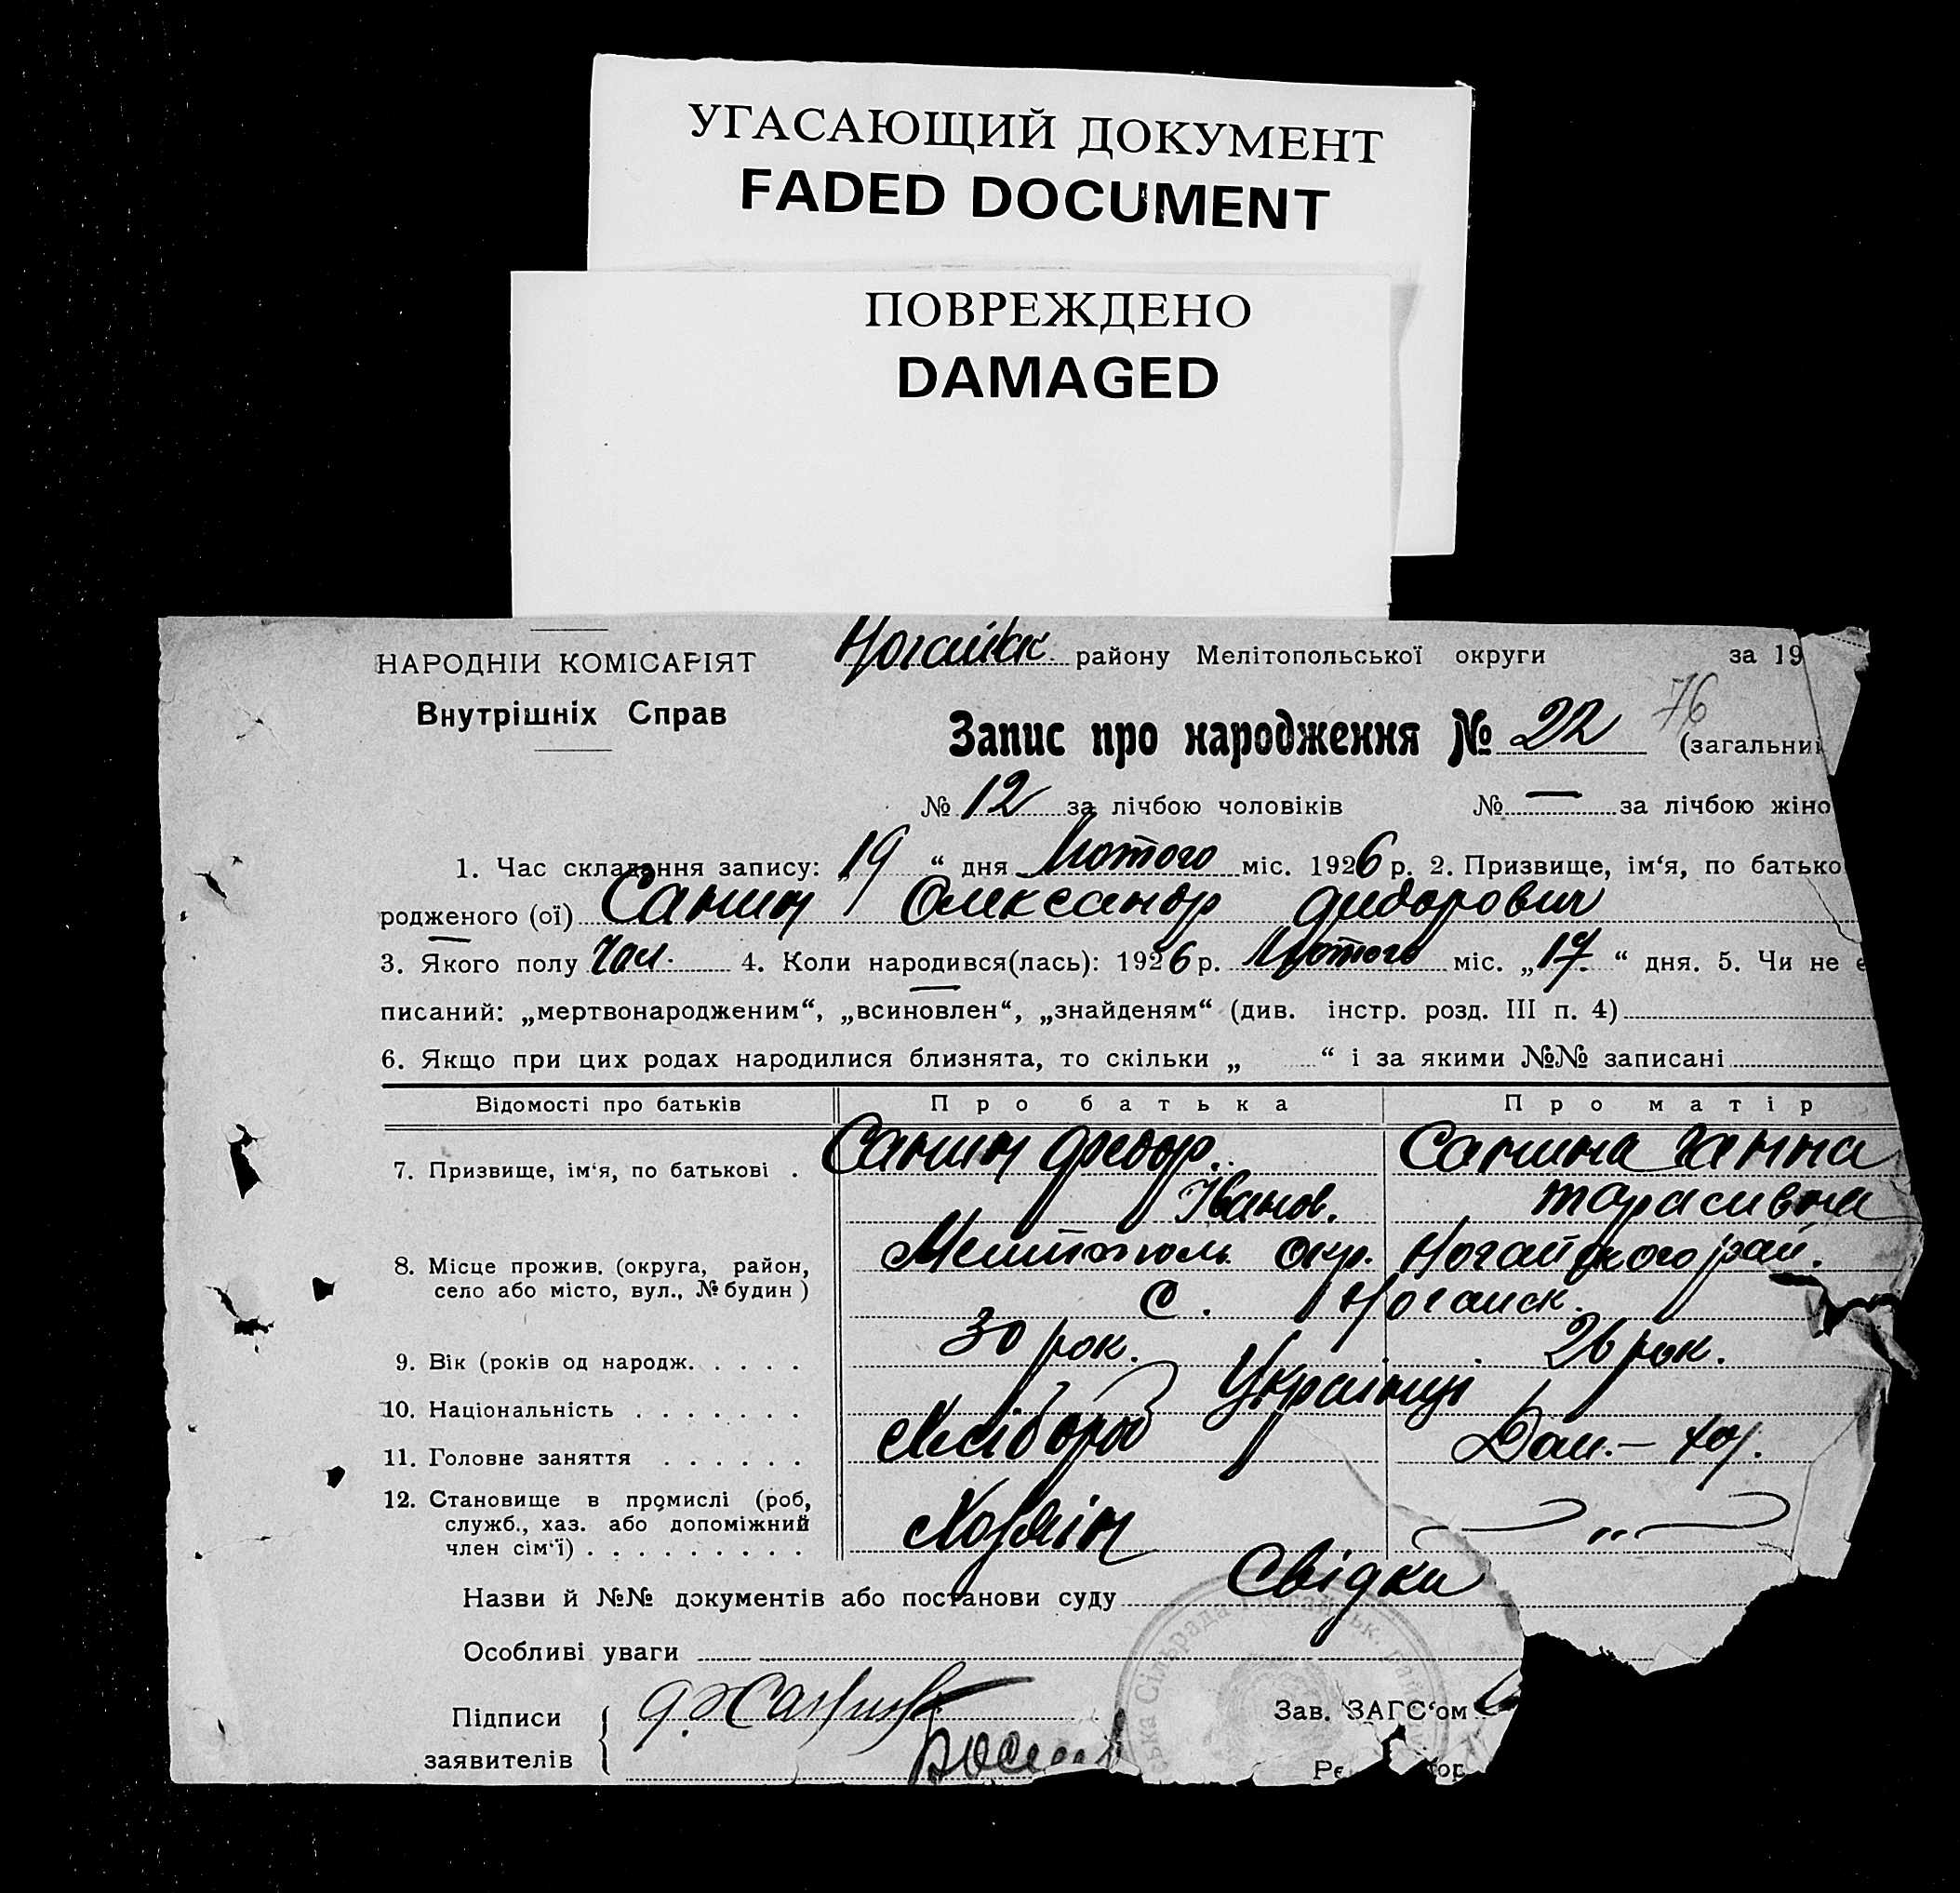 УГАСАЮЩИЙ ДОКУМЕНТ
FADED DOCUMENT
ПОВРЕЖДЕНО
DAMAGED
НАРОДНІЙ КОМІСАРІЯТ
Внутрішніх Справ
Ногайськ. району Мелітопольської округи за 19
76
Запис про народження № 22 (загальний
№ 12 за лічбою чоловіків № — за лічбою жіно
1. Час складання запису: „19“ дня Лютого міс. 1926 р. 2. Призвище, ім‘я, по батько
родженого (ої) Санин Олександр Федорович
3. Якого полу Чол. 4. Коли народився(лась): 1926 р. Лютого міс. „17.“ дня. 5. Чи не є
писаний: „мертвонародженим“, „всиновлен“, „знайденям“ (див. інстр. розд. III п. 4)
6. Якщо при цих родах народилися близнята, то скільки „ “ і за якими №№ записані
Відомості про батьків Про батька Про матір
7. Призвище, ім‘я, по батькові . Санин Федор. Санина Ганна
Іванов. Тарасивна
8. Місце прожив. (округа, район, Мелитополь. Окр. Ногайского рай.
село або місто, вул., № будин) С. Ногайск.
9. Вік (років од народж. . . . . 30 рок. 26 рок.
10. Національність . . . . . . . Українці
11. Головне заняття . . . . . . Хлібороб Дом.—
12. Становище в промислі (роб, Хозяін „
служб., хаз. або допоміжний
член сім‘ї) . . . . . . . . .
Назви й №№ документів або постанови суду Свідки
Особливі уваги
Підписи
заявителів
Зав. ЗАГС‘ом